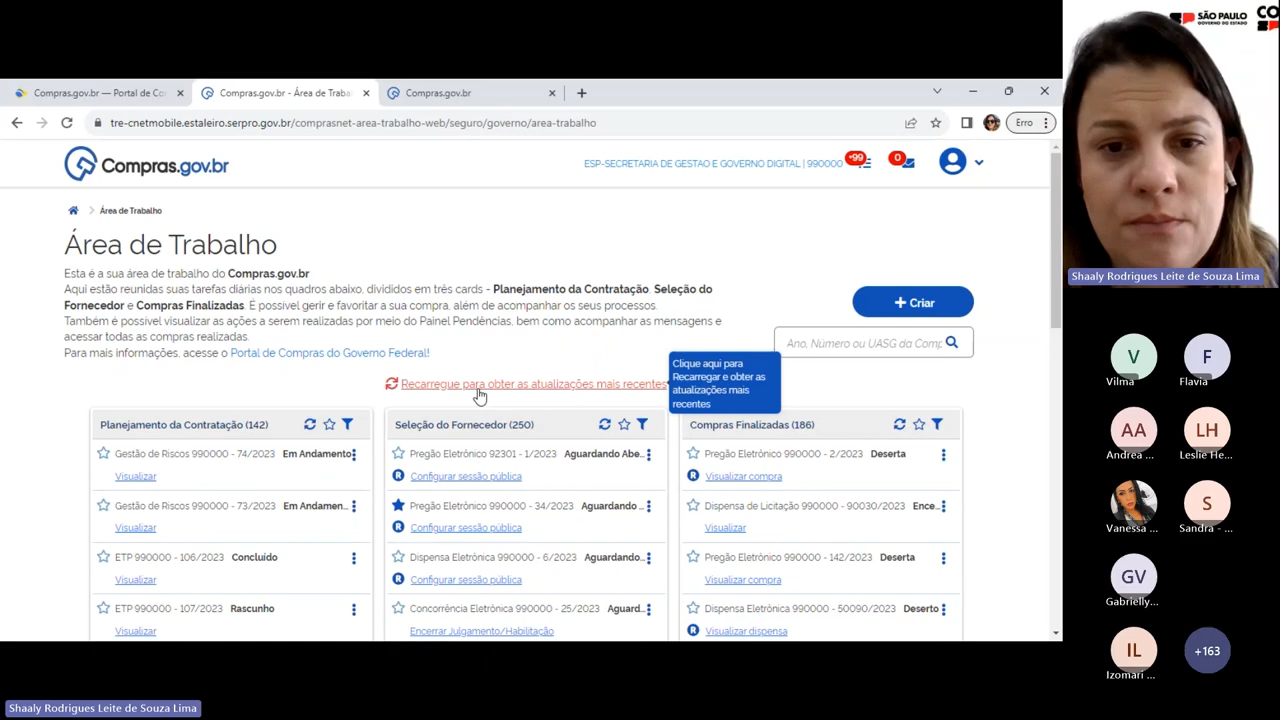 SÃO PAULO
GOVERNO DO ESTADO
CO
SP
Compras.gov.br — Portal de Co
Compras.gov.br - Área de Traba
Compras.gov.br
tre-cnetmobile.estaleiro.serpro.gov.br/comprasnet-area-trabalho-web/seguro/governo/area-trabalho
Erro
Compras.gov.br
ESP-SECRETARIA DE GESTAO E GOVERNO DIGITAL | 990000
+99
0
Área de Trabalho
Área de Trabalho
Esta é a sua área de trabalho do Compras.gov.br
Aqui estão reunidas suas tarefas diárias nos quadros abaixo, divididos em três cards - Planejamento da Contratação, Seleção do
Fornecedor e Compras Finalizadas. É possivel gerir e favoritar a sua compra, além de acompanhar os seus processos.
Também é possivel visualizar as ações a serem realizadas por meio do Painel Pendências, bem como acompanhar as mensagens e
acessar todas as compras realizadas.
Para mais informações, acesse o Portal de Compras do Governo Federal!
Criar
Ano, Número ou UASG da Comp
Recarregue para obter as atualizações mais recentes
Clique aqui para
Recarregar e obter as
atualizações mais
recentes
Planejamento da Contratação (142)
Gestão de Riscos 990000 - 74/2023 Em Andamento
Visualizar
Gestão de Riscos 990000 - 73/2023 Em Andamen...
Visualizar
ETP 990000 - 106/2023 Concluído
Visualizar
ETP 990000 - 107/2023 Rascunho
Visualizar
Seleção do Fornecedor (250)
Pregão Eletrônico 92301 - 1/2023 Aguardando Abe...
R Configurar sessão pública
Pregão Eletrônico 990000 - 34/2023 Aguardando ...
R Configurar sessão pública
Dispensa Eletrônica 990000 - 6/2023 Aguardando
R Configurar sessão pública
Concorrência Eletrônica 990000 - 25/2023 Aguard...
Encerrar Julgamento/Habilitação
Compras Finalizadas (186)
Pregão Eletrônico 990000 - 2/2023 Deserta
R Visualizar compra
Dispensa de Licitação 990000 - 90030/2023 Ence...
Visualizar
Pregão Eletrônico 990000 - 142/2023 Deserta
Visualizar compra
Dispensa Eletrônica 990000 - 50090/2023 Deserto
R Visualizar dispensa
Shaaly Rodrigues Leite de Souza Lima
V
Vilma
F
Flavia
AA
Andrea ...
LH
Leslie He...
Vanessa ...
S
Sandra - ...
GV
Gabrielly...
IL
Izomari ...
+163
Shaaly Rodrigues Leite de Souza Lima